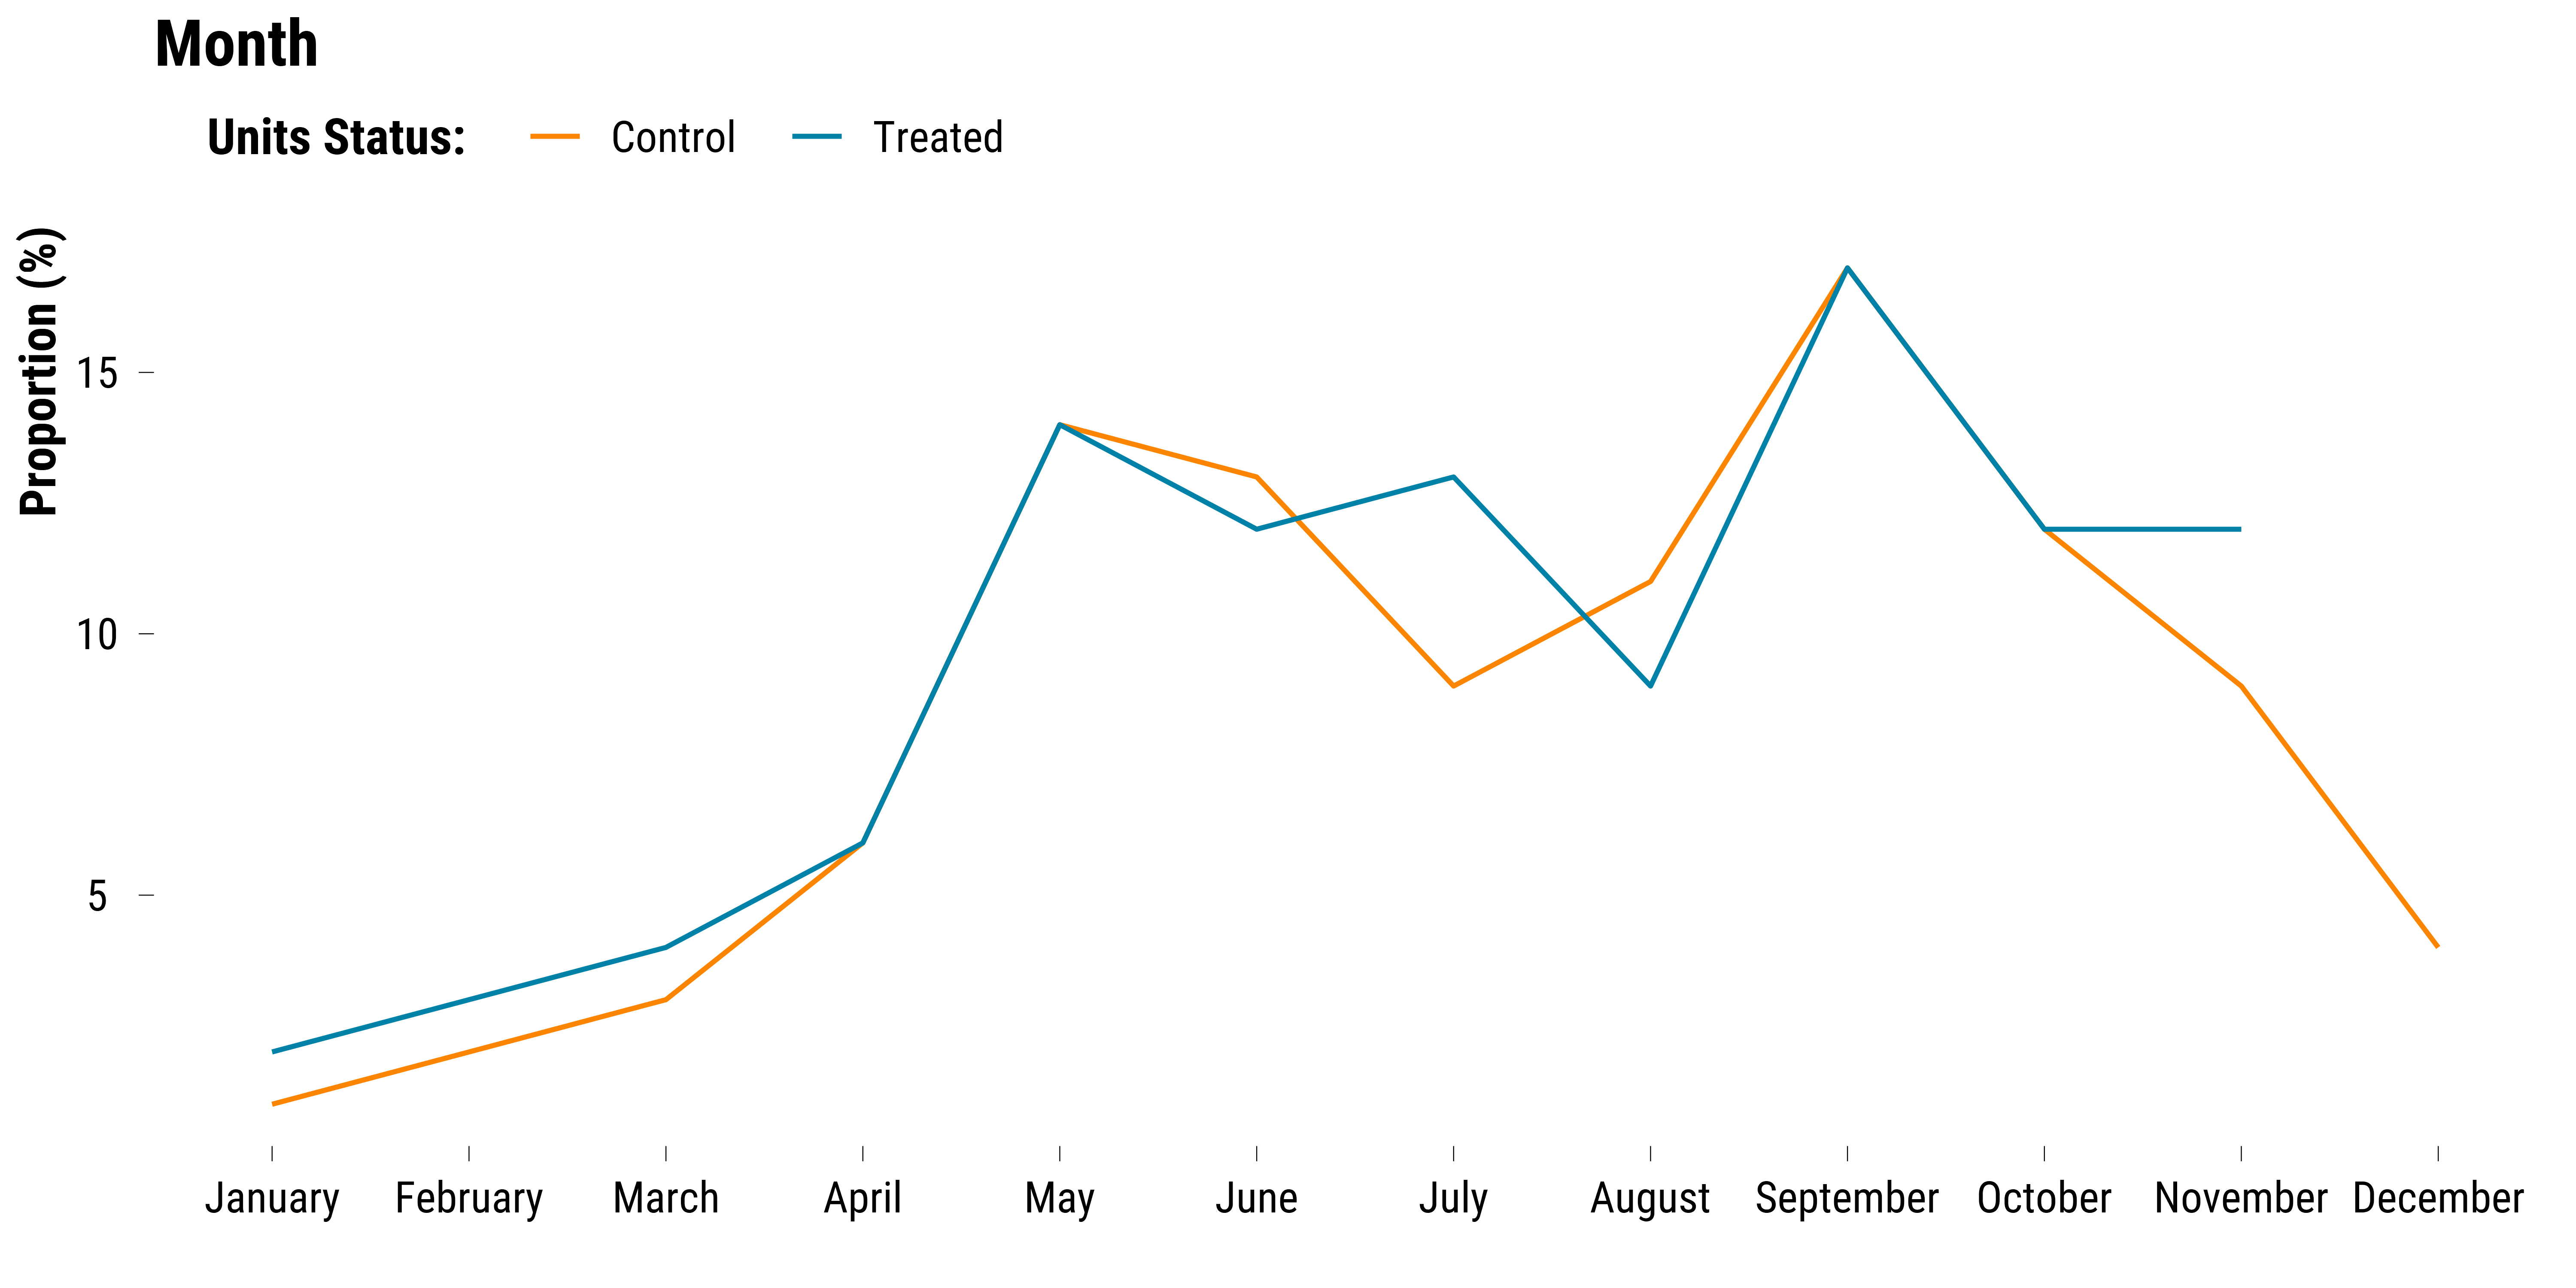 Month
Units Status: Control Treated
Proportion (%)
15
10
5
January February March April May June July August September October November December